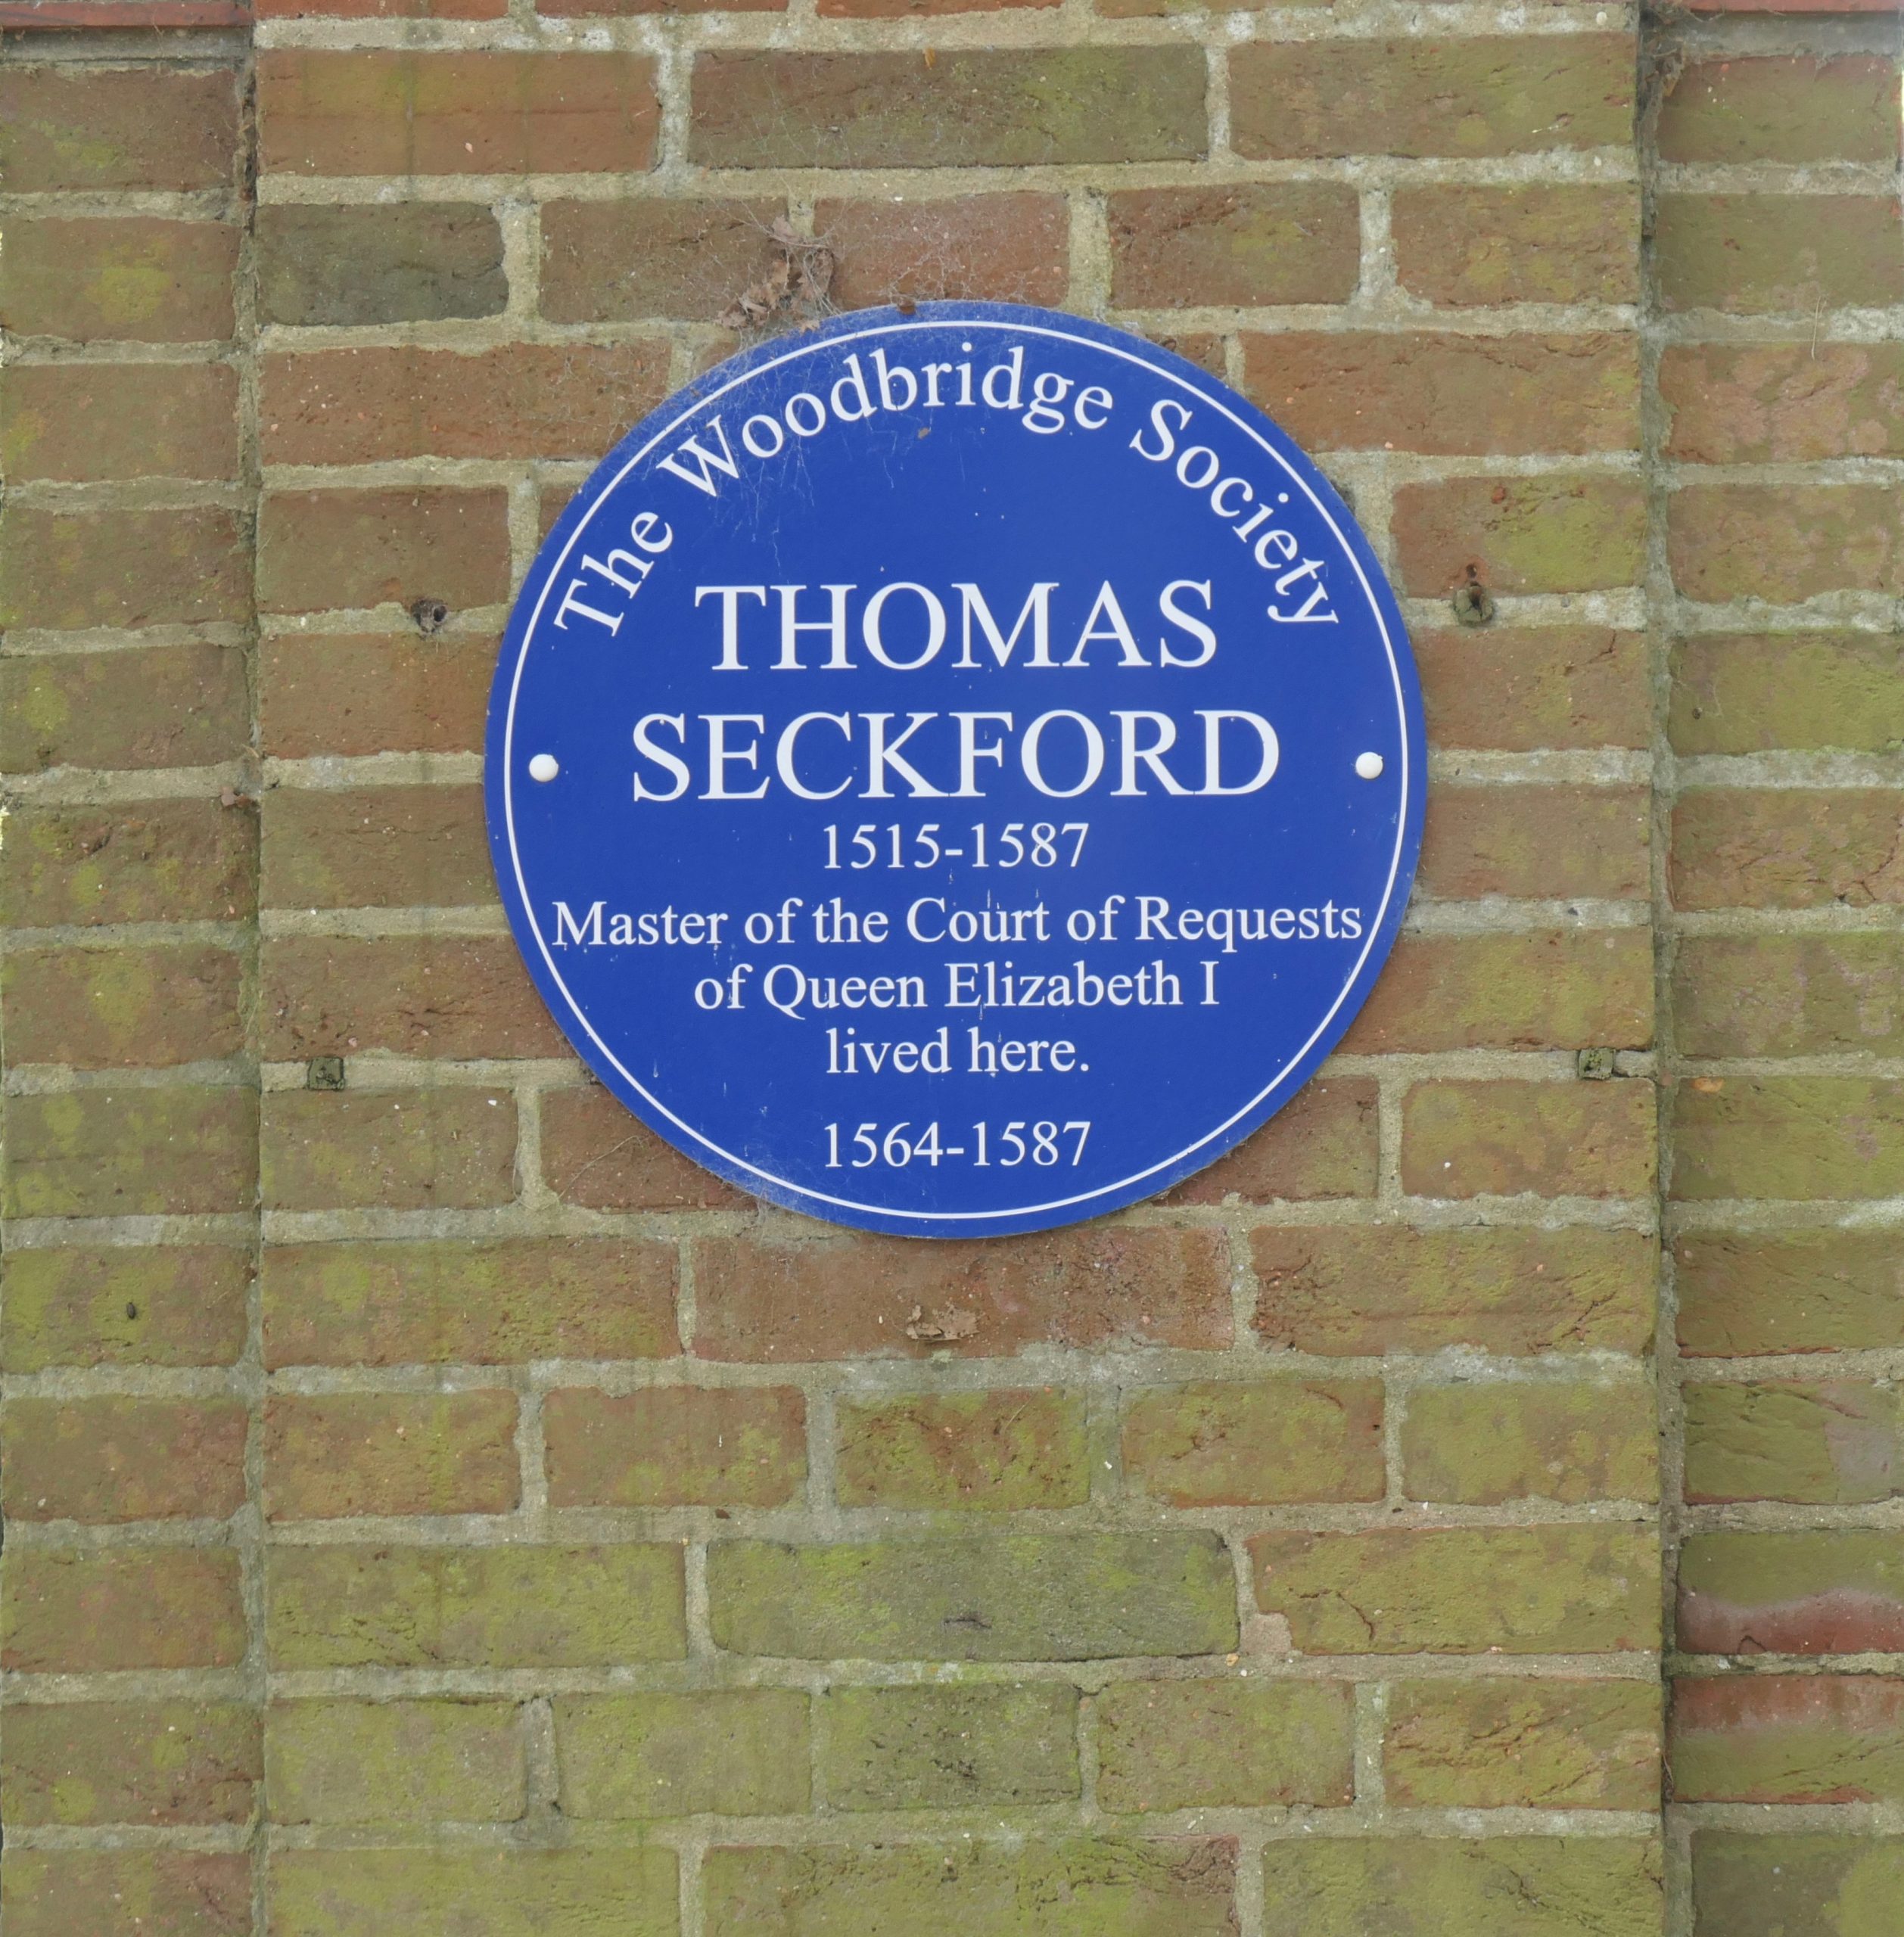 The Woodbridge Society
THOMAS
SECKFORD
1515-1587
Master of the Court of Requests
of Queen Elizabeth I
lived here.
1564-1587